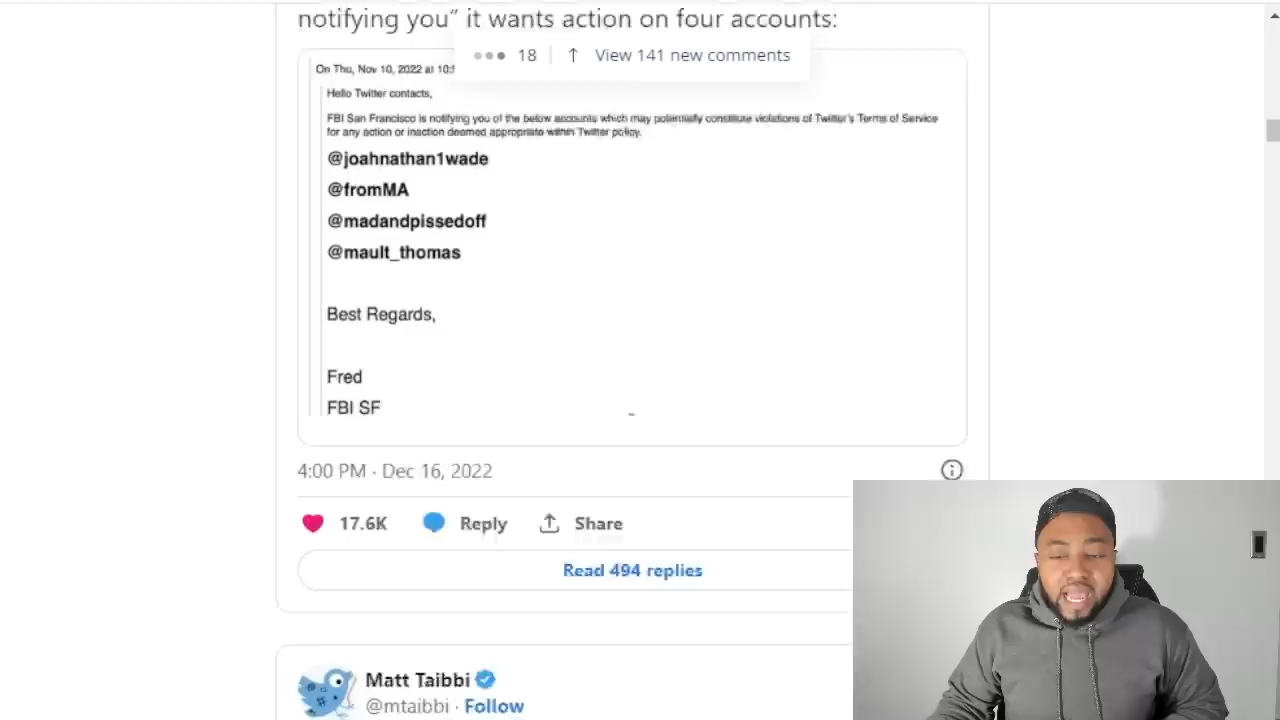 notifying you" it wants action on four accounts:
18
↑ View 141 new comments
On Thu, Nov 10, 2022 at
Hello Twitter contacts,
FBI San Francisco is notifying you of the below accounts which may potentially constitute violations of Twitter's Terms of Service
for any action or inaction deemed appropriate within Twitter policy.
@joahnathan1wade
@fromMA
@madandpissedoff
@mault_thomas
Best Regards,
Fred
FBI SF
4:00 PM · Dec 16, 2022
17.6K Reply Share
Read 494 replies
Matt Taibbi
@mtaibbi · Follow